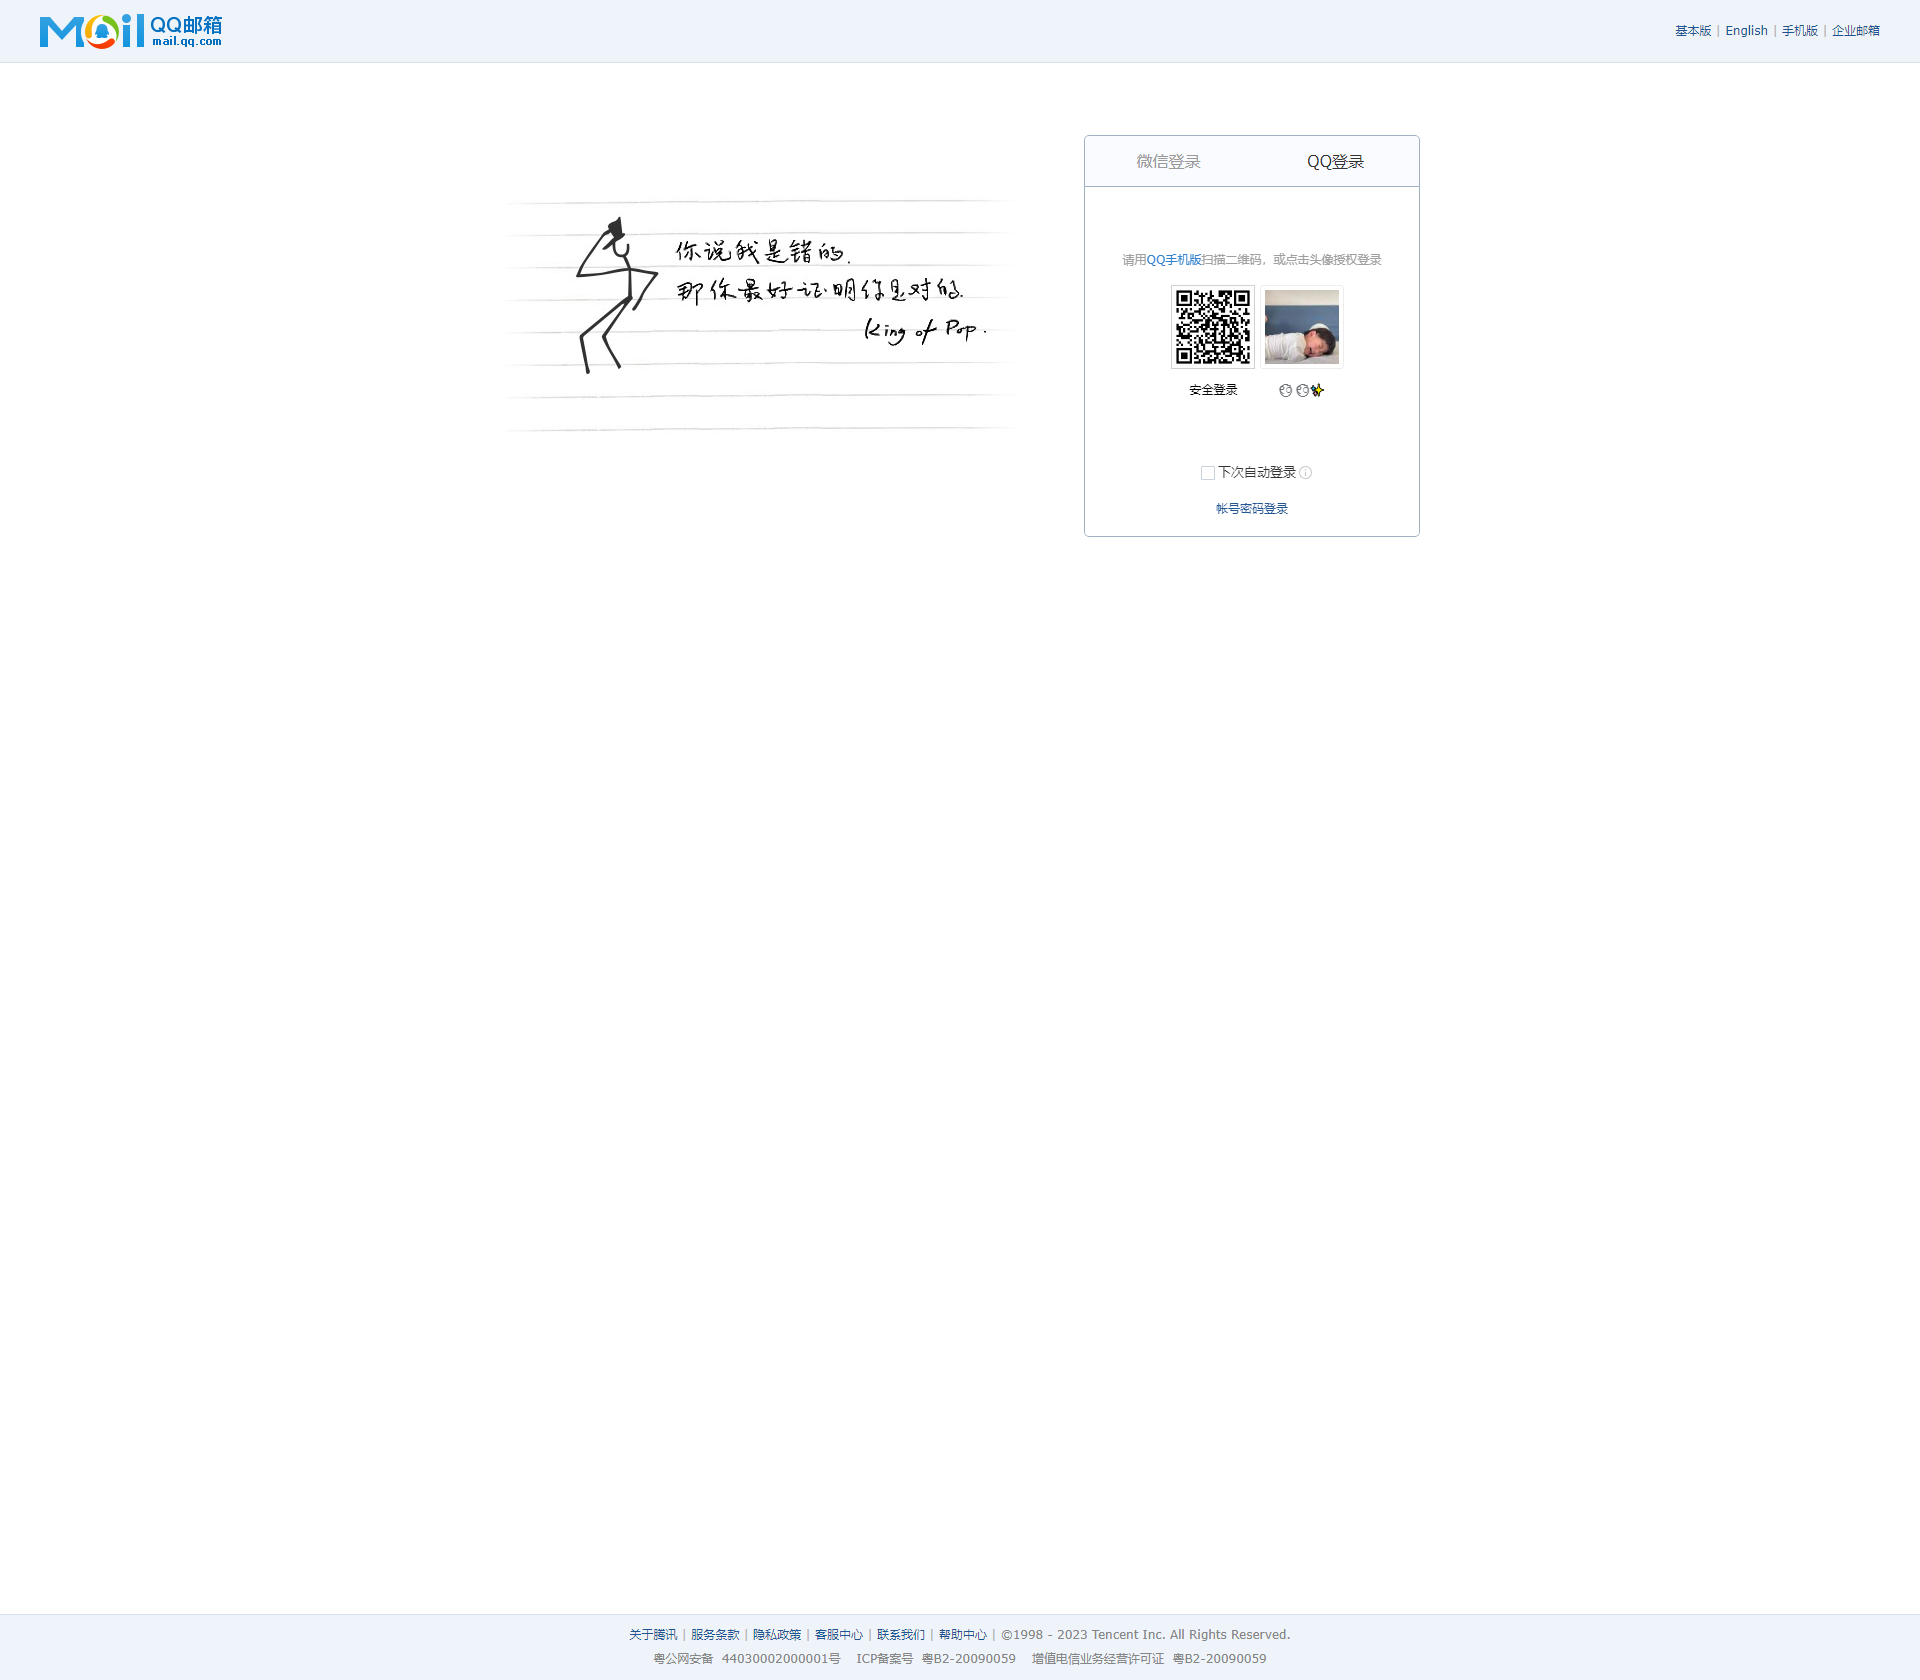 Mail QQ邮箱
mail.qq.com
基本版 | English | 手机版 | 企业邮箱
微信登录 QQ登录
你说我是错的.
那你最好证明你是对的.
King of Pop.
请用QQ手机版扫描二维码，或点击头像授权登录
安全登录
下次自动登录
帐号密码登录
关于腾讯 | 服务条款 | 隐私政策 | 客服中心 | 联系我们 | 帮助中心 | ©1998 - 2023 Tencent Inc. All Rights Reserved.
粤公网安备 44030002000001号 ICP备案号 粤B2-20090059 增值电信业务经营许可证 粤B2-20090059